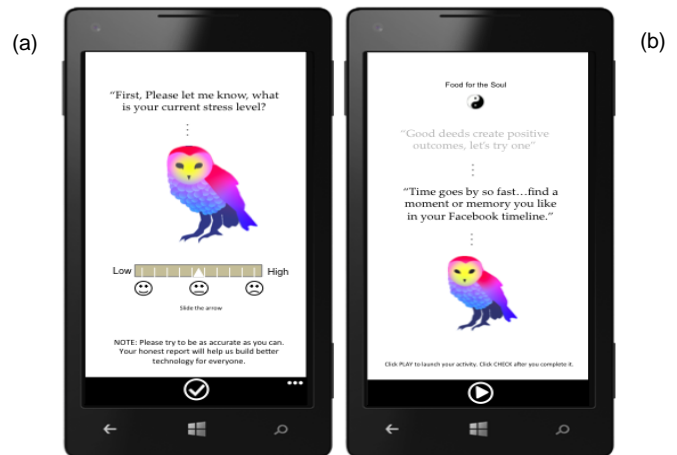 (a)
“First, Please let me know, what
is your current stress level?
Low
High
Slide the arrow
NOTE: Please try to be as accurate as you can.
Your honest report will help us build better
technology for everyone.
(b)
Food for the Soul
“Good deeds create positive
outcomes, let's try one”
“Time goes by so fast…find a
moment or memory you like
in your Facebook timeline.”
Click PLAY to launch your activity. Click CHECK after you complete it.